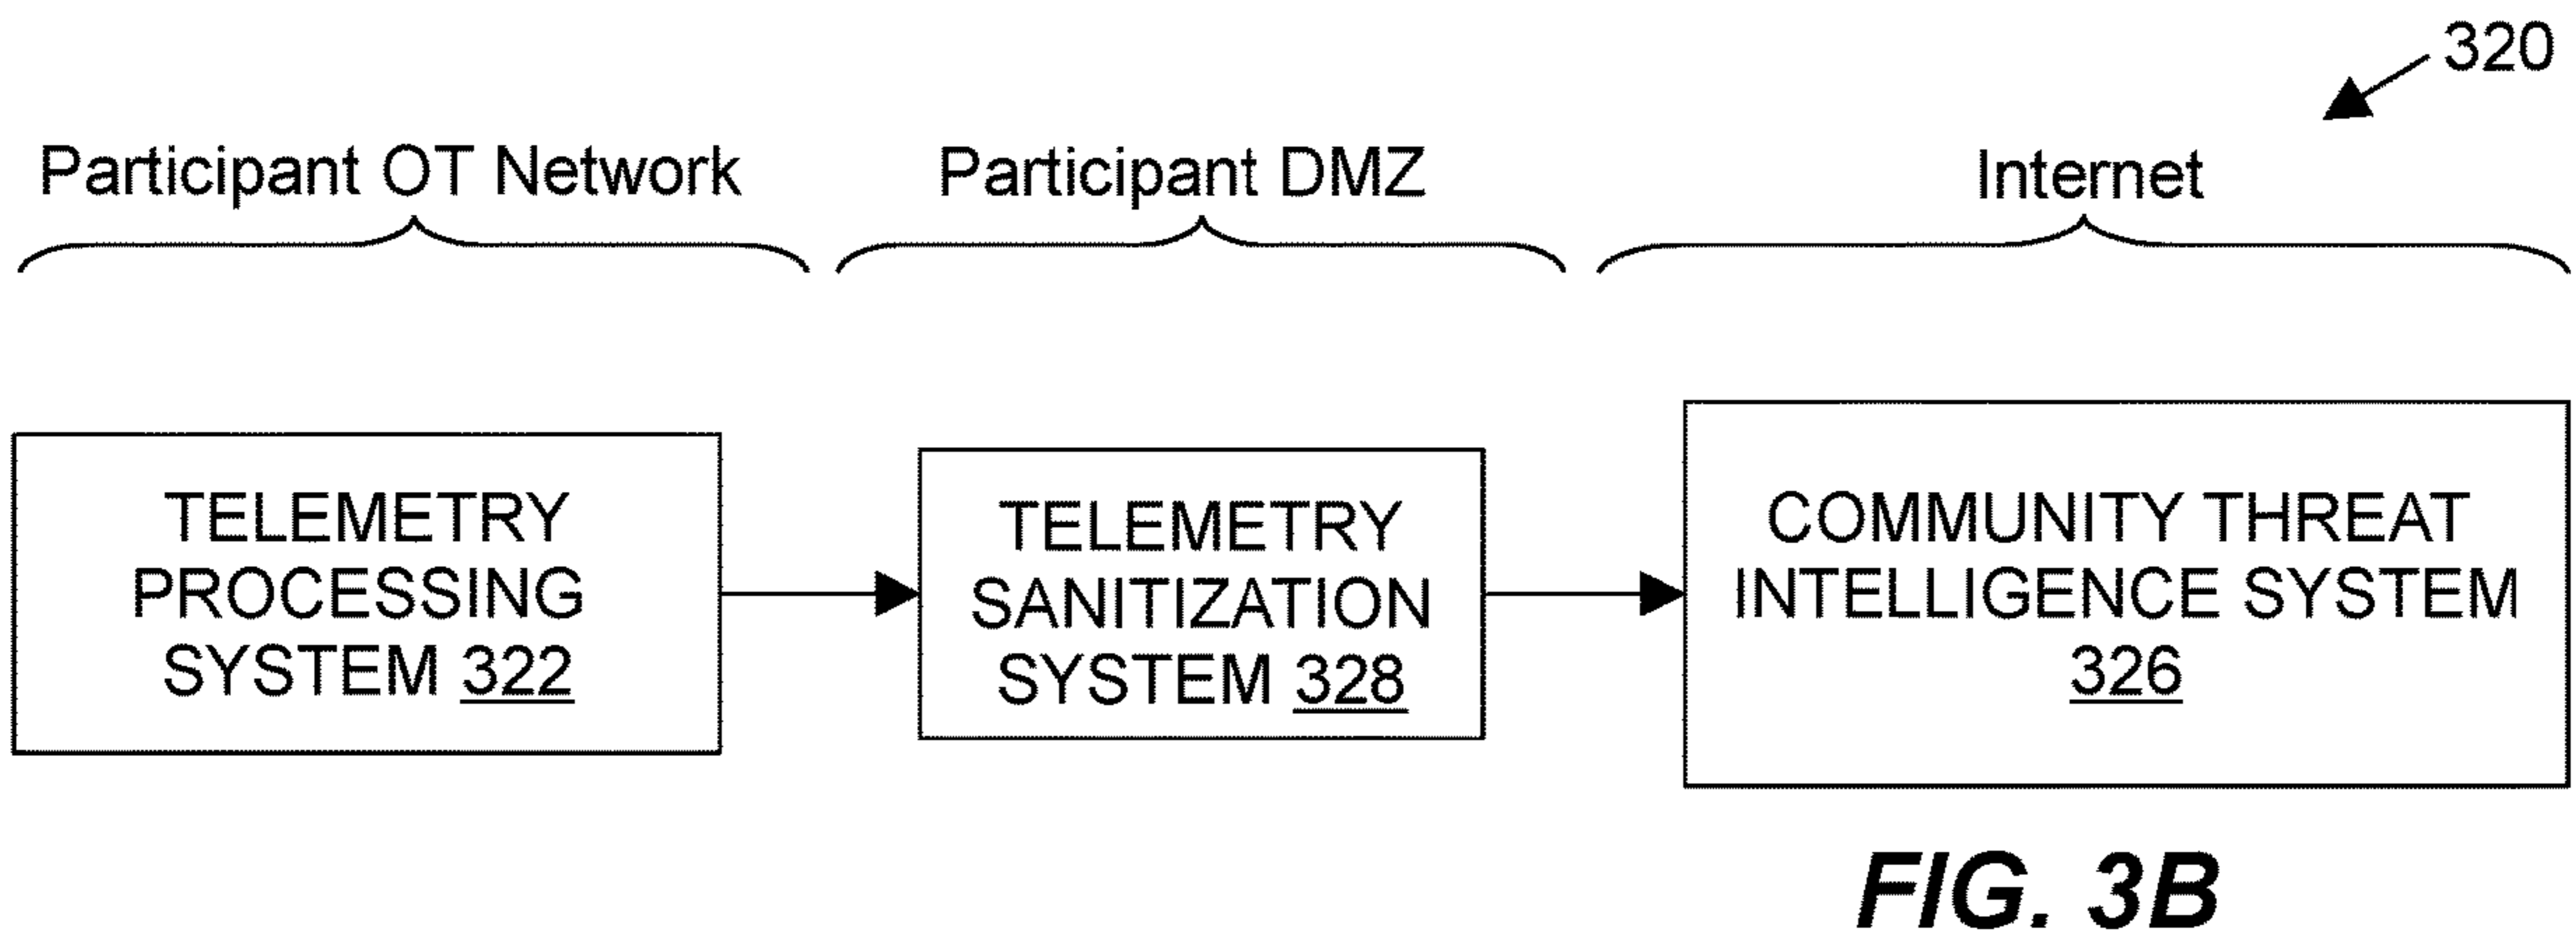 320
Participant OT Network
Participant DMZ
Internet
TELEMETRY
PROCESSING
SYSTEM 322
TELEMETRY
SANITIZATION
SYSTEM 328
COMMUNITY THREAT
INTELLIGENCE SYSTEM
326
FIG. 3B